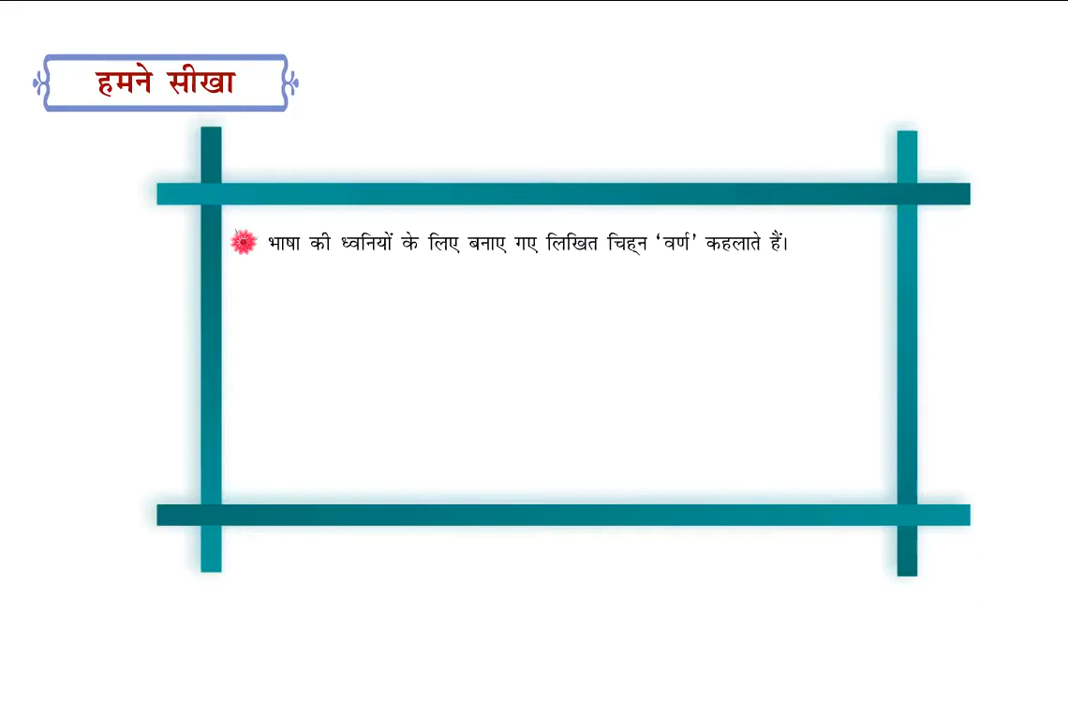 हमने सीखा
भाषा की ध्वनियों के लिए बनाए गए लिखित चिह्‌न ‘वर्ण’ कहलाते हैं।